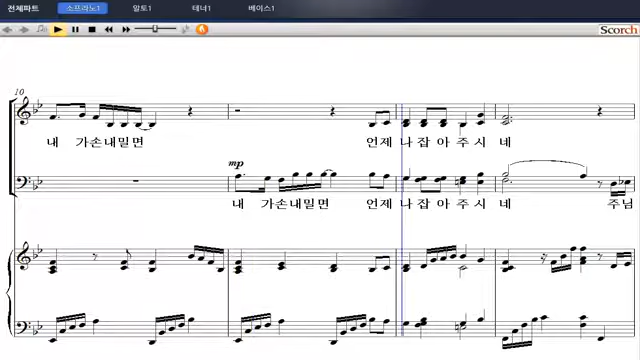 전체파트 소프라노1 알토1 테너1 베이스1
Scorch
10
내 가손내밀면 언제 나잡아주시네
mp
내 가손내밀면 언제 나잡아주시네 주님